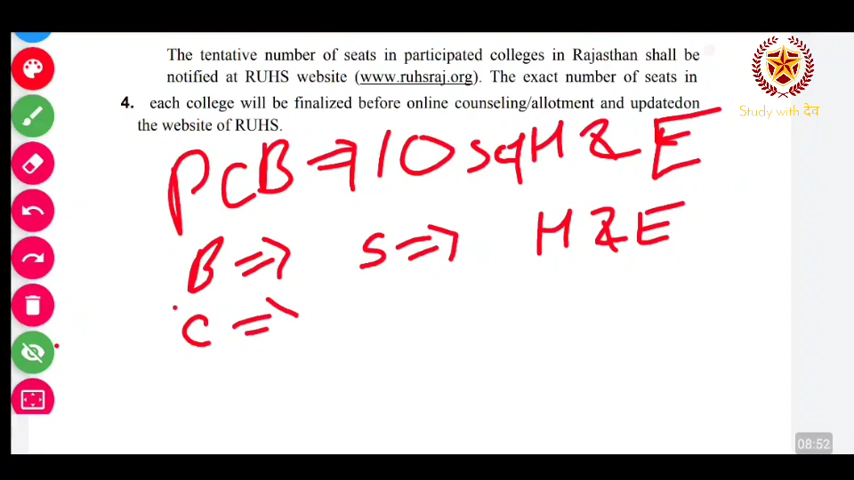 The tentative number of seats in participated colleges in Rajasthan shall be
notified at RUHS website (www.ruhsraj.org). The exact number of seats in
4. each college will be finalized before online counseling/allotment and updatedon
the website of RUHS.
Study with देव
PCB ⇒ 10 H & E
B ⇒ S ⇒ H & E
C ⇒
08:52